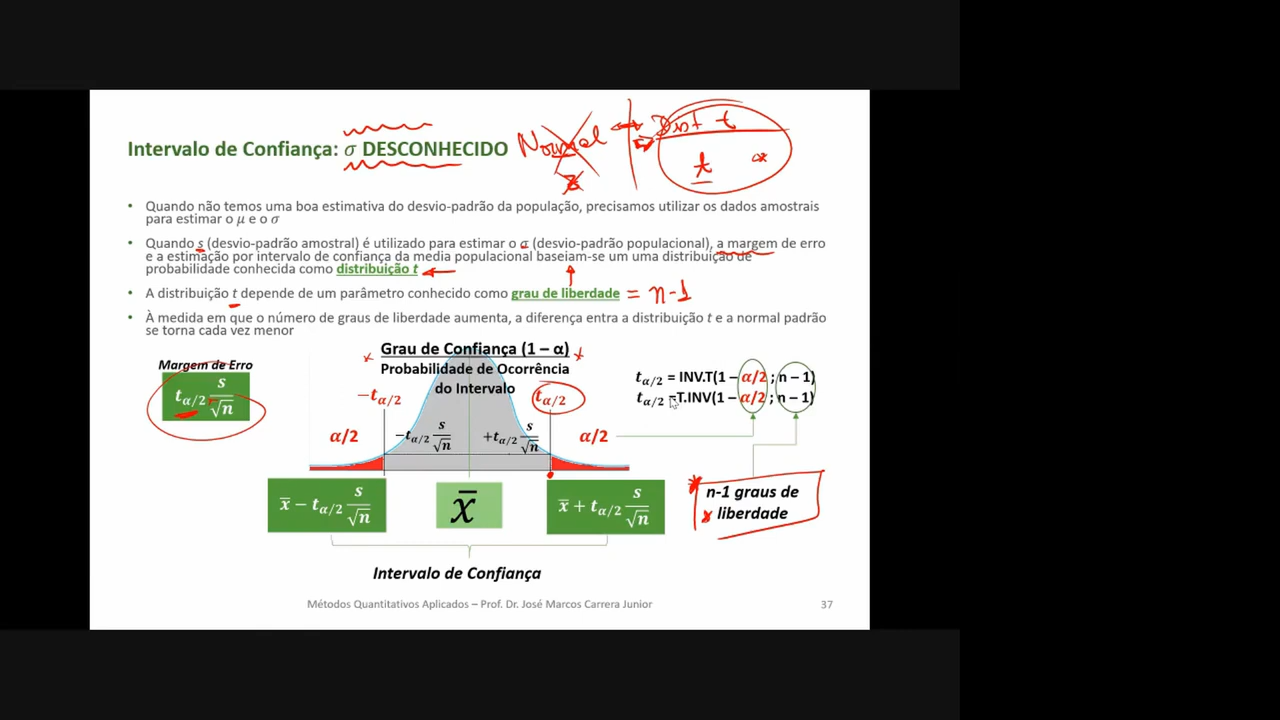 Normal
Dist t
z
t
Intervalo de Confiança: σ DESCONHECIDO
• Quando não temos uma boa estimativa do desvio-padrão da população, precisamos utilizar os dados amostrais
para estimar o μ e o σ
• Quando s (desvio-padrão amostral) é utilizado para estimar o σ (desvio-padrão populacional), a margem de erro
e a estimação por intervalo de confiança da media populacional baseiam-se um uma distribuição de
probabilidade conhecida como distribuição t
• A distribuição t depende de um parâmetro conhecido como grau de liberdade = n-1
• À medida em que o número de graus de liberdade aumenta, a diferença entra a distribuição t e a normal padrão
se torna cada vez menor
Margem de Erro
tα/2 s/√n
Grau de Confiança (1 – α)
Probabilidade de Ocorrência
do Intervalo
−tα/2
tα/2
α/2
−tα/2 s/√n
+tα/2 s/√n
α/2
tα/2 = INV.T(1 – α/2 ; n – 1)
tα/2 =T.INV(1 – α/2 ; n – 1)
n-1 graus de
liberdade
x̅ − tα/2 s/√n
x̅
x̅ + tα/2 s/√n
Intervalo de Confiança
Métodos Quantitativos Aplicados – Prof. Dr. José Marcos Carrera Junior
37